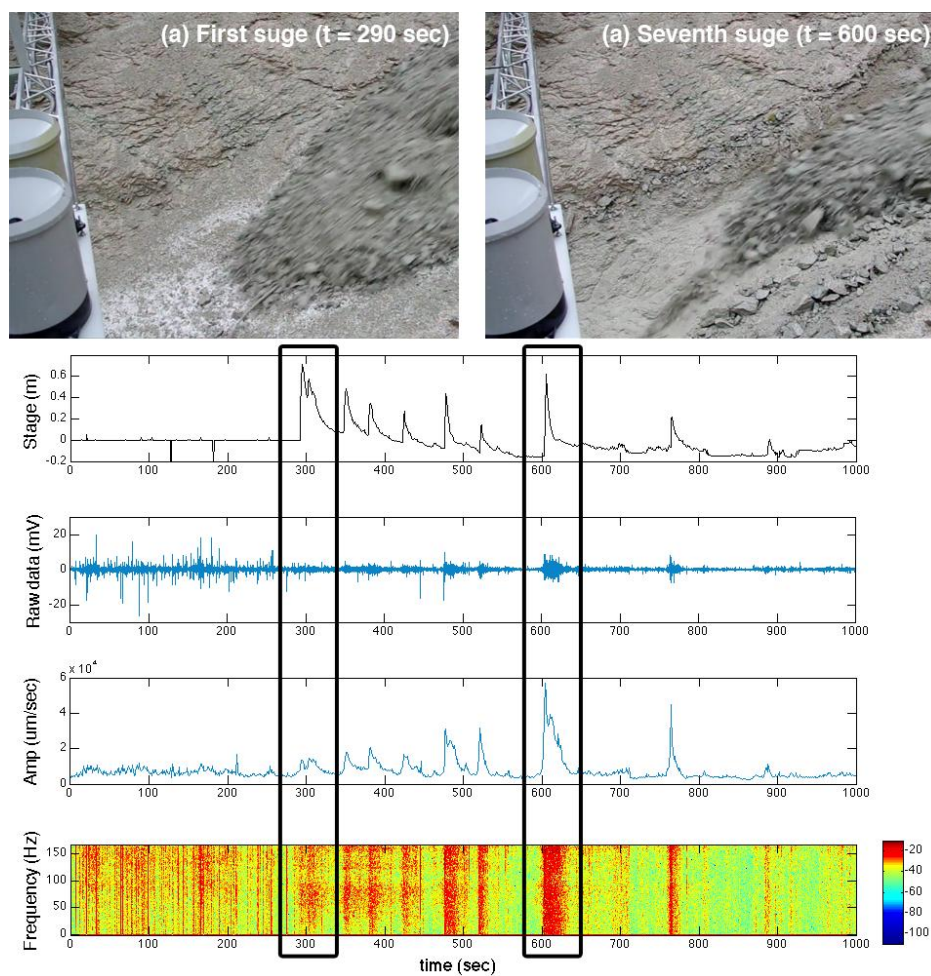 (a) First suge (t = 290 sec)
(a) Seventh suge (t = 600 sec)
Stage (m)
0.6
0.4
0.2
0
-0.2
0 100 200 300 400 500 600 700 800 900 1000
Raw data (mV)
20
0
-20
0 100 200 300 400 500 600 700 800 900 1000
Amp (um/sec)
x 10⁴
6
4
2
0
0 100 200 300 400 500 600 700 800 900 1000
Frequency (Hz)
150
100
50
0
0 100 200 300 400 500 600 700 800 900 1000
time (sec)
-20
-40
-60
-80
-100